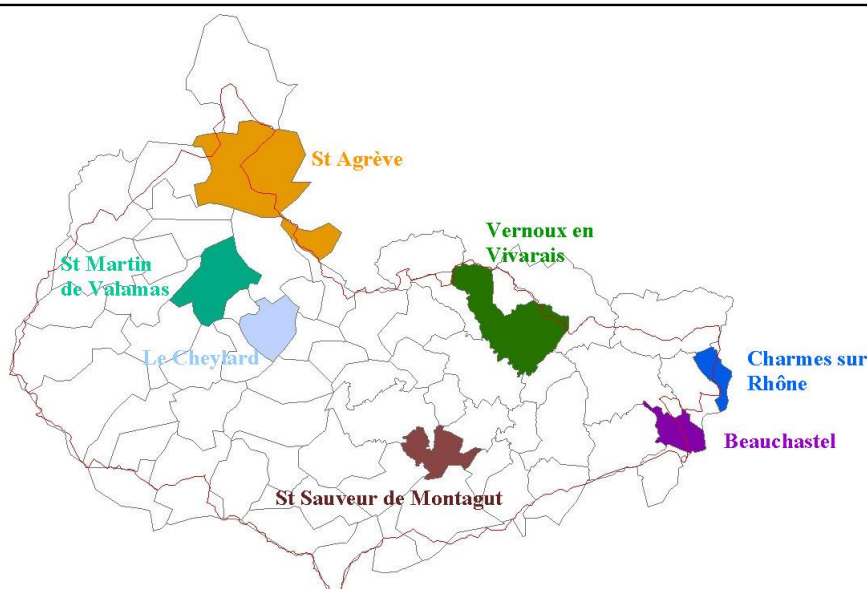 St Agrève
Vernoux en
Vivarais
St Martin
de Valamas
Le Cheylard
Charmes sur
Rhône
Beauchastel
St Sauveur de Montagut